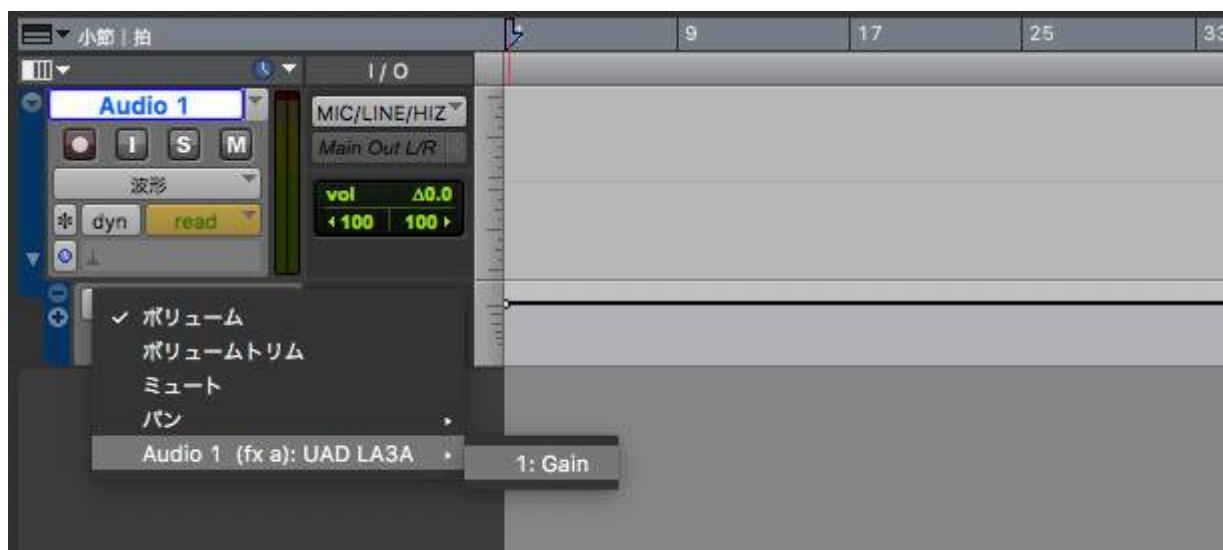 小節 | 拍
9 17 25 33
I / O
Audio 1
MIC/LINE/HIZ
I S M
Main Out L/R
波形
vol Δ0.0
dyn read
100 100
ボリューム
ボリュームトリム
ミュート
パン
Audio 1 (fx a): UAD LA3A
1: Gain